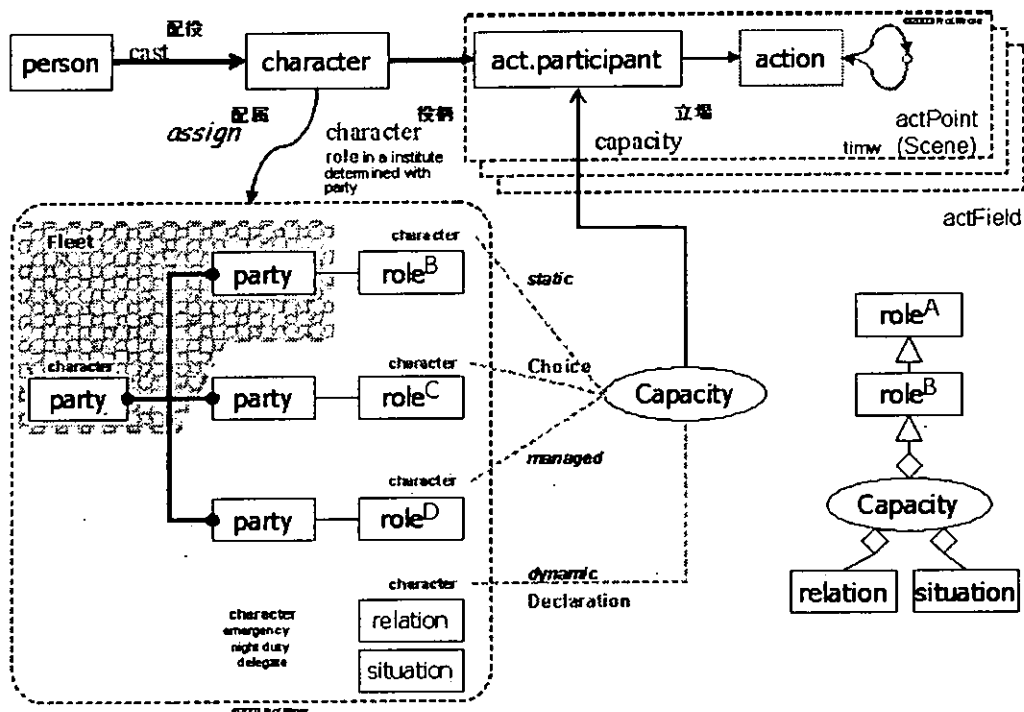 配役
person
cast
character
act.participant
action
配属
assign
役柄
character
role in a institute
determined with
party
立場
capacity
actPoint
timw (Scene)
actField
Fleet
character
party
party
character
role^B
static
character
party
role^C
Choice
character
party
role^D
managed
Capacity
character
dynamic
Declaration
relation
situation
character
emergency
night duty
delegate
role^A
role^B
Capacity
relation
situation